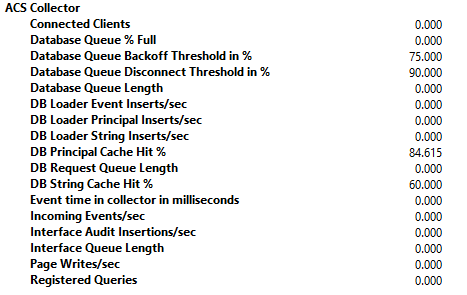 ACS Collector
Connected Clients 0.000
Database Queue % Full 0.000
Database Queue Backoff Threshold in % 75.000
Database Queue Disconnect Threshold in % 90.000
Database Queue Length 0.000
DB Loader Event Inserts/sec 0.000
DB Loader Principal Inserts/sec 0.000
DB Loader String Inserts/sec 0.000
DB Principal Cache Hit % 84.615
DB Request Queue Length 0.000
DB String Cache Hit % 60.000
Event time in collector in milliseconds 0.000
Incoming Events/sec 0.000
Interface Audit Insertions/sec 0.000
Interface Queue Length 0.000
Page Writes/sec 0.000
Registered Queries 0.000